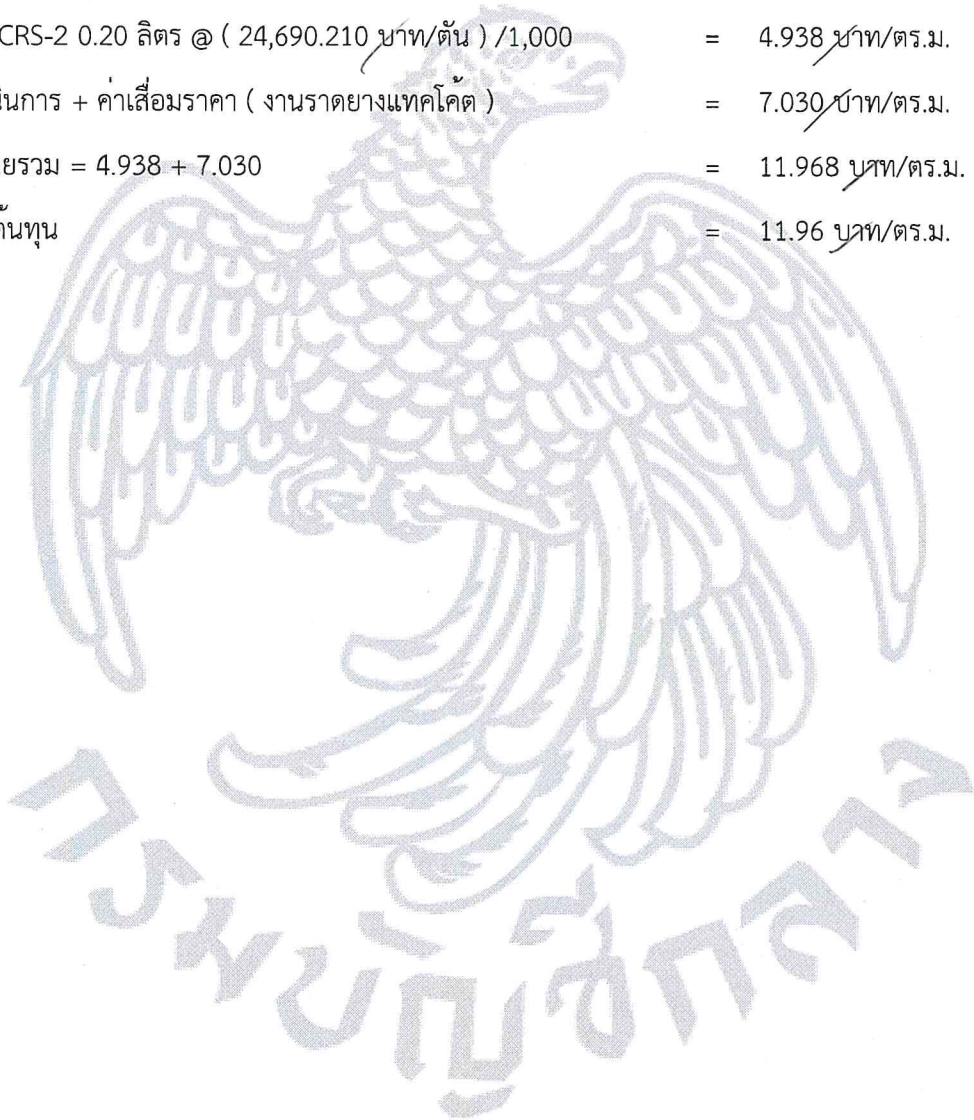 CRS-2 0.20 ลิตร @ ( 24,690.210 บาท/ตัน ) /1,000 = 4.938 บาท/ตร.ม.
นินการ + ค่าเสื่อมราคา ( งานราดยางแทคโค้ต ) = 7.030 บาท/ตร.ม.
ยรวม = 4.938 + 7.030 = 11.968 บาท/ตร.ม.
ต้นทุน = 11.96 บาท/ตร.ม.
กรมบัญชีกลาง